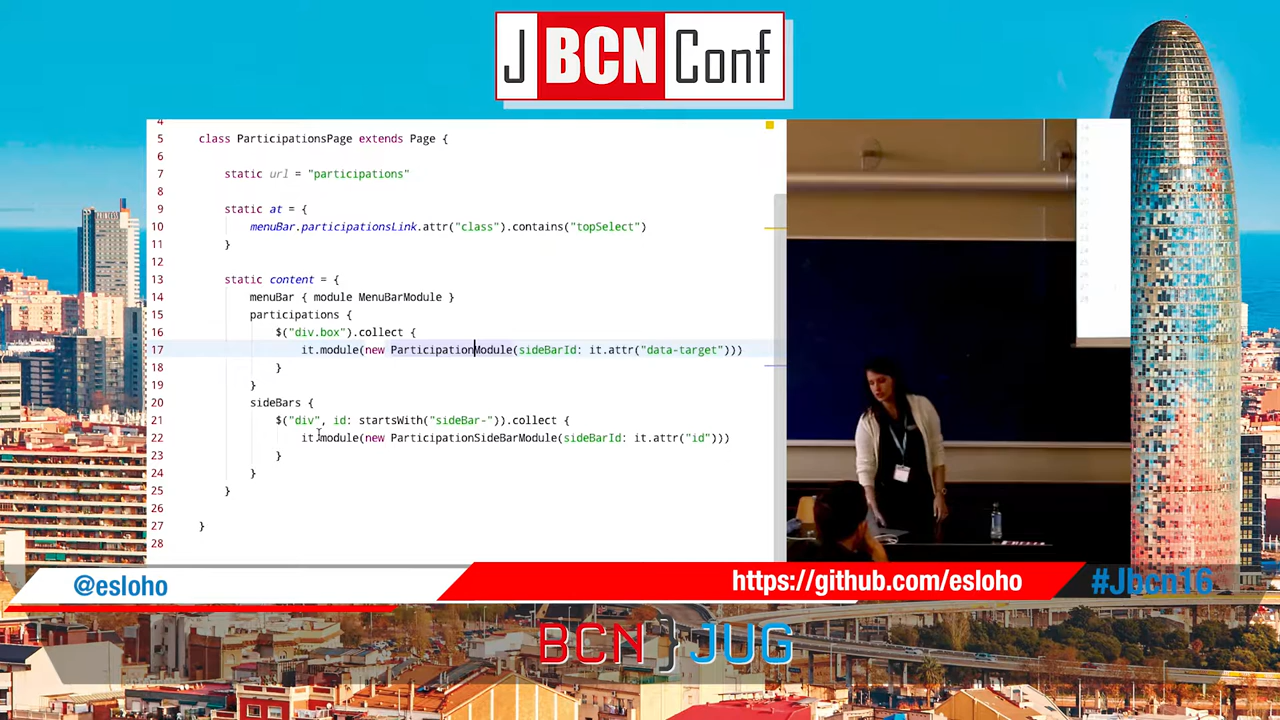 J BCN Conf
4
5 class ParticipationsPage extends Page {
6
7 static url = "participations"
8
9 static at = {
10 menuBar.participationsLink.attr("class").contains("topSelect")
11 }
12
13 static content = {
14 menuBar { module MenuBarModule }
15 participations {
16 $("div.box").collect {
17 it.module(new ParticipationModule(sideBarId: it.attr("data-target")))
18 }
19 }
20 sideBars {
21 $("div", id: startsWith("sideBar-")).collect {
22 it.module(new ParticipationSideBarModule(sideBarId: it.attr("id")))
23 }
24 }
25 }
26
27 }
28
@esloho
https://github.com/esloho
#Jbcn16
BCN } JUG